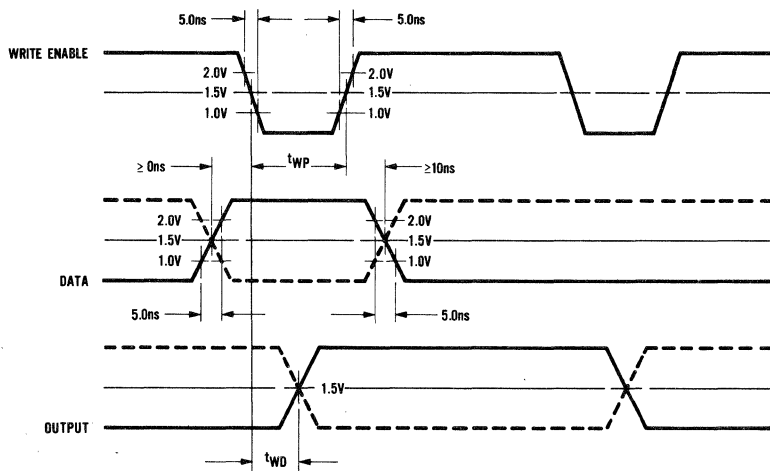 5.0ns 5.0ns
WRITE ENABLE
2.0V 2.0V
1.5V 1.5V
1.0V 1.0V
≥ 0ns tWP ≥10ns
2.0V 2.0V
1.5V 1.5V
1.0V 1.0V
DATA
5.0ns 5.0ns
1.5V
OUTPUT
tWD